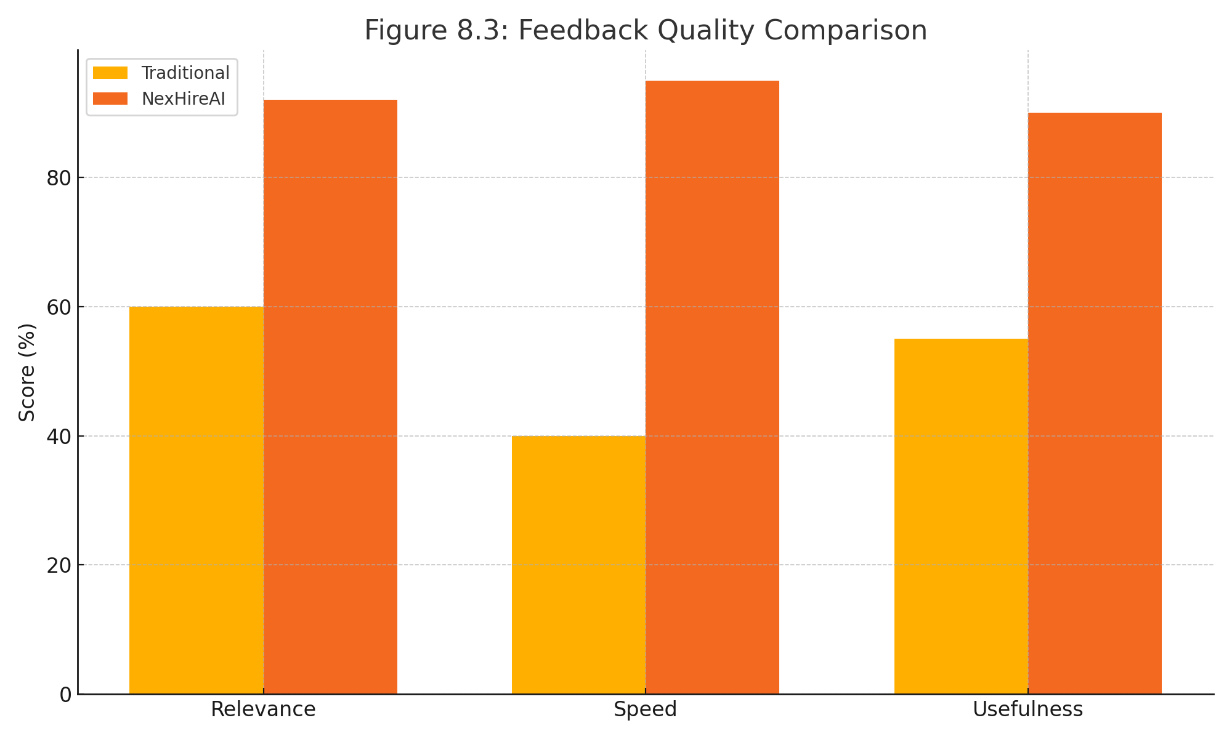 Figure 8.3: Feedback Quality Comparison
Traditional
NexHireAI
80
60
40
20
0
Score (%)
Relevance
Speed
Usefulness